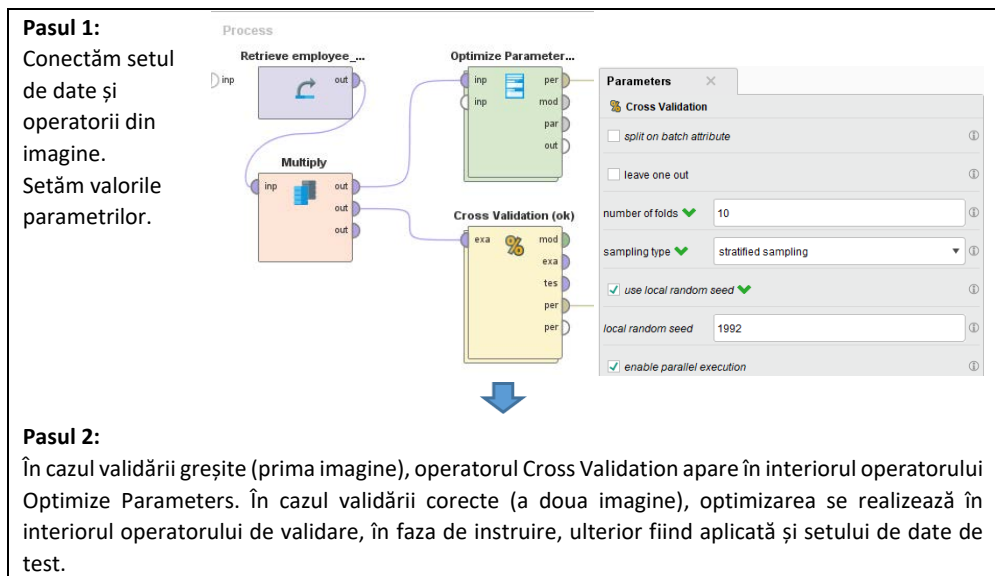 Pasul 1:
Conectăm setul
de date și
operatorii din
imagine.
Setăm valorile
parametrilor.
Process
Retrieve employee_...
inp
out
Multiply
inp
out
out
out
Optimize Parameter...
inp
inp
per
mod
par
out
Cross Validation (ok)
exa
%
mod
exa
tes
per
per
Parameters
% Cross Validation
split on batch attribute
leave one out
number of folds 10
sampling type stratified sampling
use local random seed
local random seed 1992
enable parallel execution
Pasul 2:
În cazul validării greșite (prima imagine), operatorul Cross Validation apare în interiorul operatorului
Optimize Parameters. În cazul validării corecte (a doua imagine), optimizarea se realizează în
interiorul operatorului de validare, în faza de instruire, ulterior fiind aplicată și setului de date de
test.